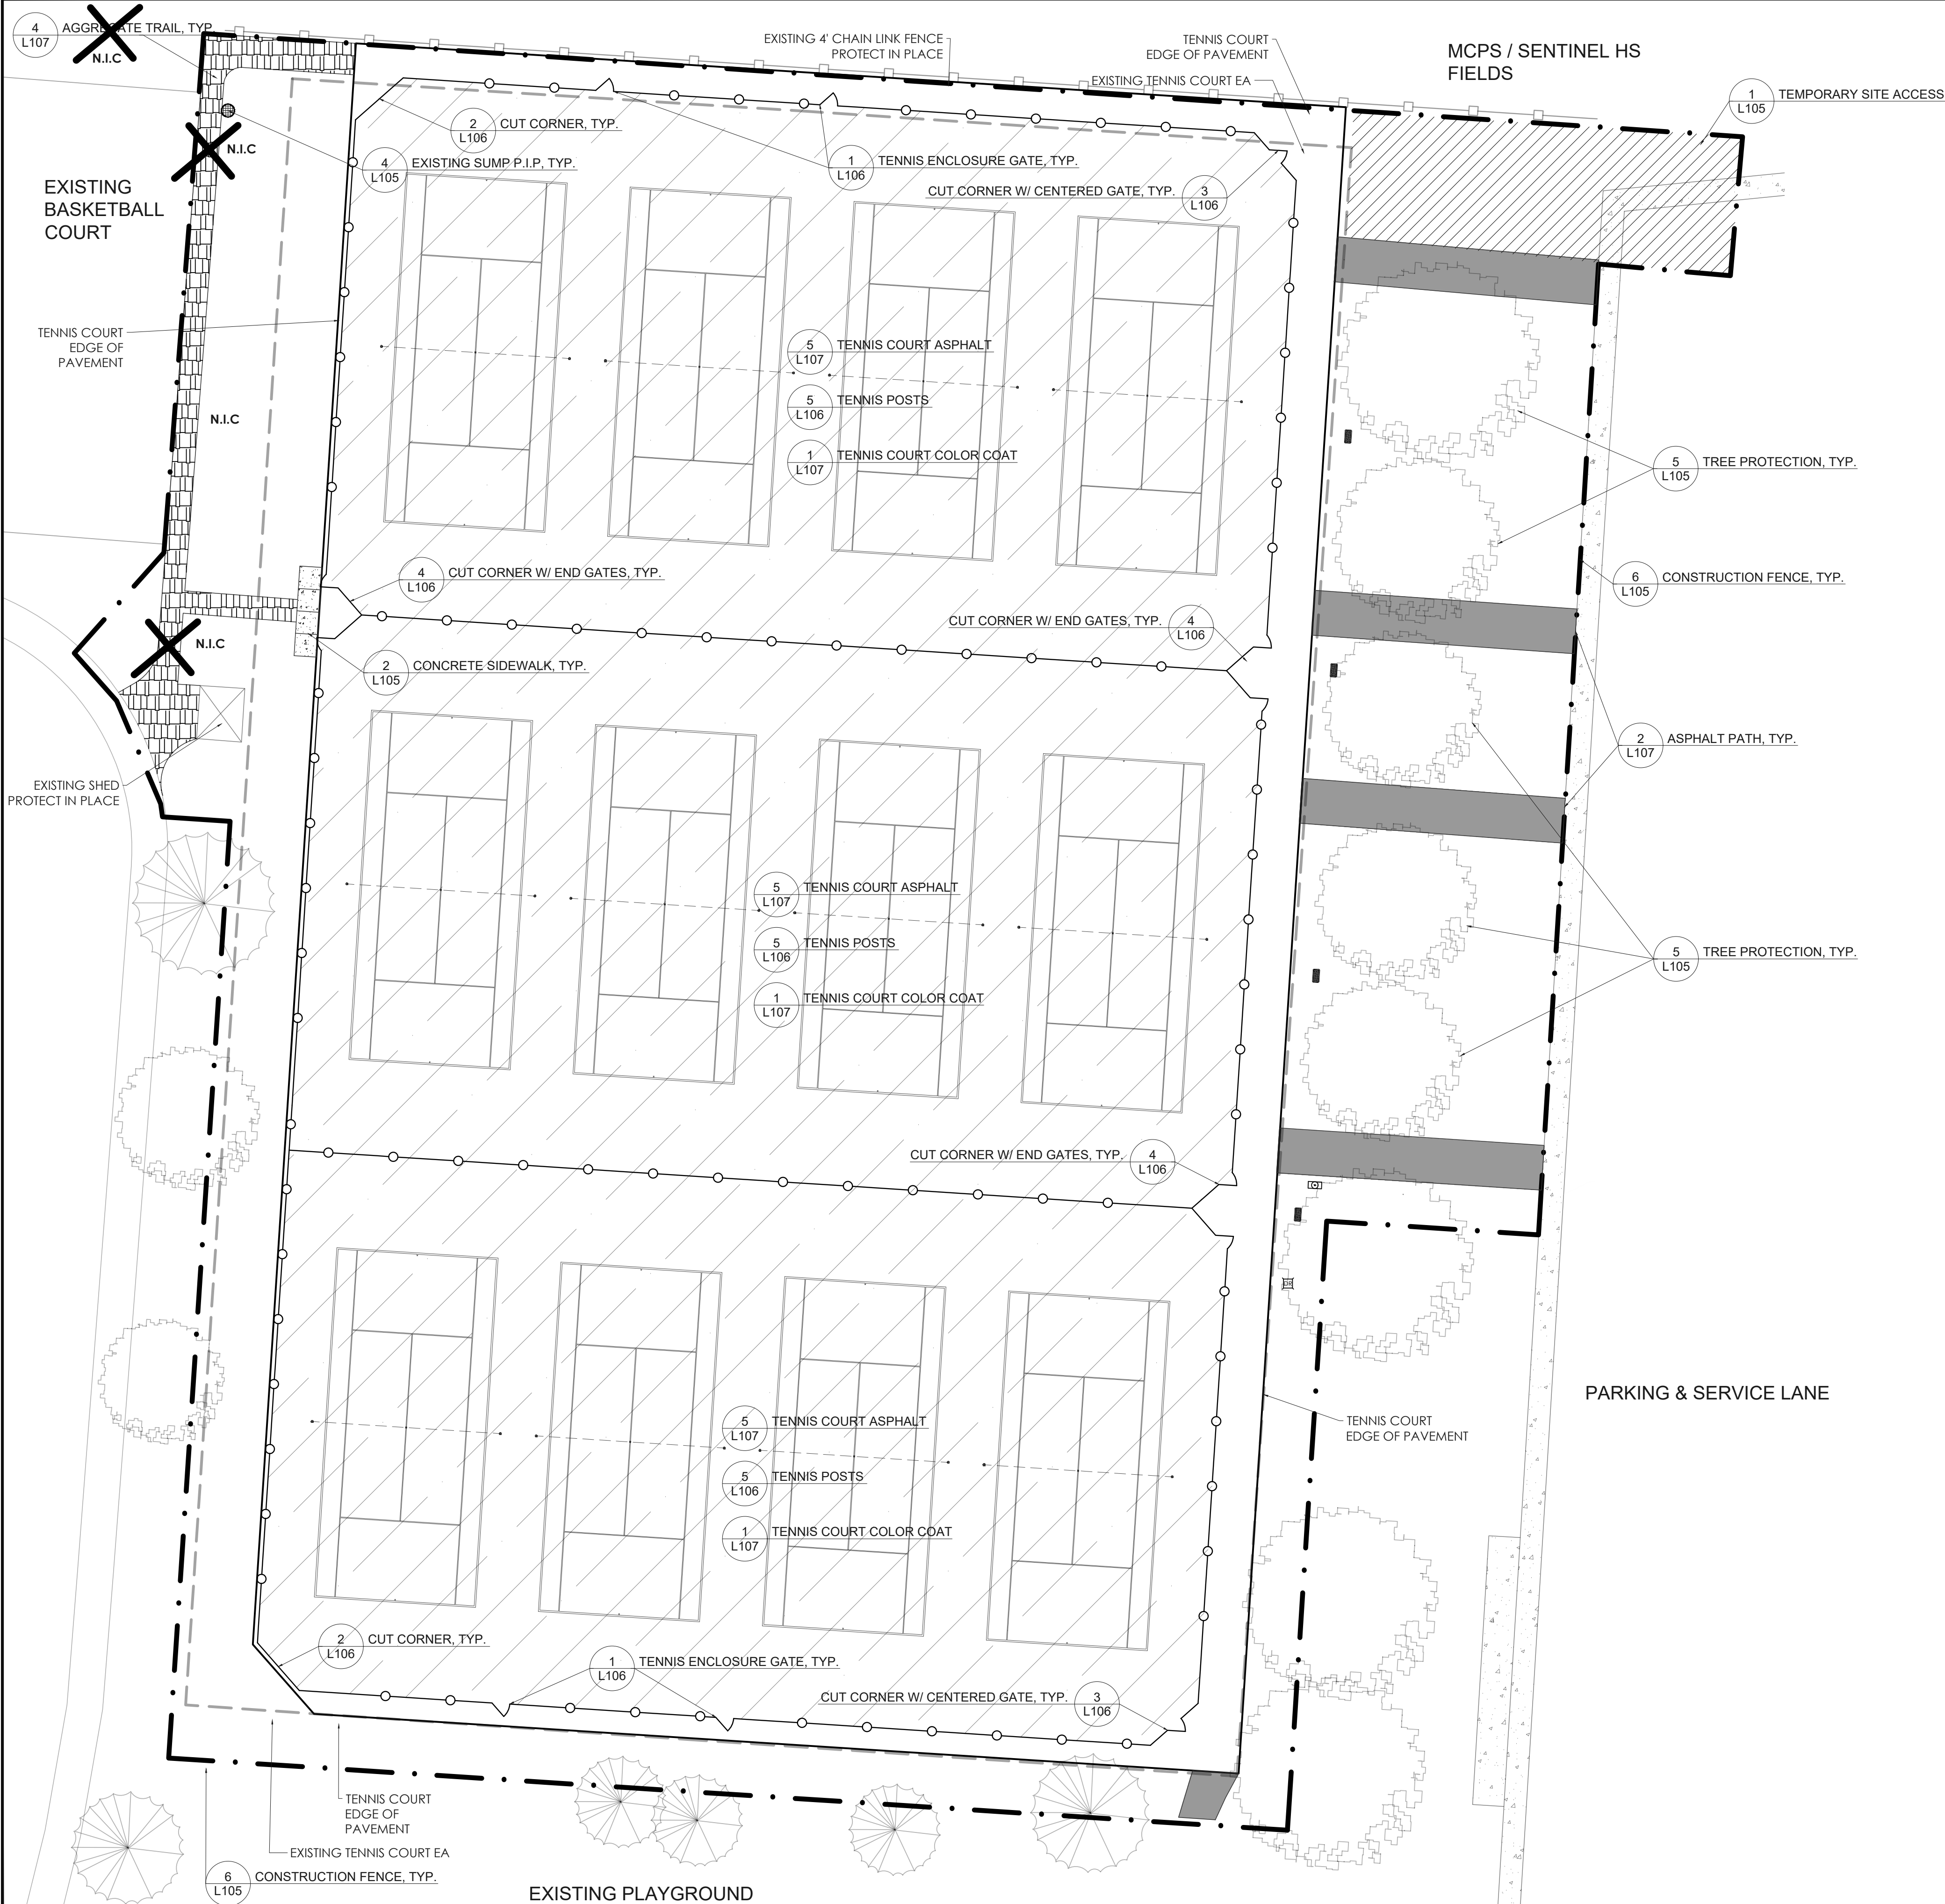 4
L107
AGGREGATE TRAIL, TYP.
N.I.C
EXISTING 4' CHAIN LINK FENCE
PROTECT IN PLACE
TENNIS COURT
EDGE OF PAVEMENT
EXISTING TENNIS COURT EA
MCPS / SENTINEL HS
FIELDS
1
L105
TEMPORARY SITE ACCESS
2
L106
CUT CORNER, TYP.
4
L105
EXISTING SUMP P.I.P, TYP.
N.I.C
1
L106
TENNIS ENCLOSURE GATE, TYP.
CUT CORNER W/ CENTERED GATE, TYP.
3
L106
EXISTING
BASKETBALL
COURT
TENNIS COURT
EDGE OF
PAVEMENT
N.I.C
5
L107
TENNIS COURT ASPHALT
5
L106
TENNIS POSTS
1
L107
TENNIS COURT COLOR COAT
5
L105
TREE PROTECTION, TYP.
4
L106
CUT CORNER W/ END GATES, TYP.
6
L105
CONSTRUCTION FENCE, TYP.
CUT CORNER W/ END GATES, TYP.
4
L106
N.I.C
2
L105
CONCRETE SIDEWALK, TYP.
2
L107
ASPHALT PATH, TYP.
EXISTING SHED
PROTECT IN PLACE
5
L107
TENNIS COURT ASPHALT
5
L106
TENNIS POSTS
1
L107
TENNIS COURT COLOR COAT
5
L105
TREE PROTECTION, TYP.
CUT CORNER W/ END GATES, TYP.
4
L106
PARKING & SERVICE LANE
TENNIS COURT
EDGE OF PAVEMENT
5
L107
TENNIS COURT ASPHALT
5
L106
TENNIS POSTS
1
L107
TENNIS COURT COLOR COAT
2
L106
CUT CORNER, TYP.
1
L106
TENNIS ENCLOSURE GATE, TYP.
CUT CORNER W/ CENTERED GATE, TYP.
3
L106
TENNIS COURT
EDGE OF
PAVEMENT
EXISTING TENNIS COURT EA
6
L105
CONSTRUCTION FENCE, TYP.
EXISTING PLAYGROUND